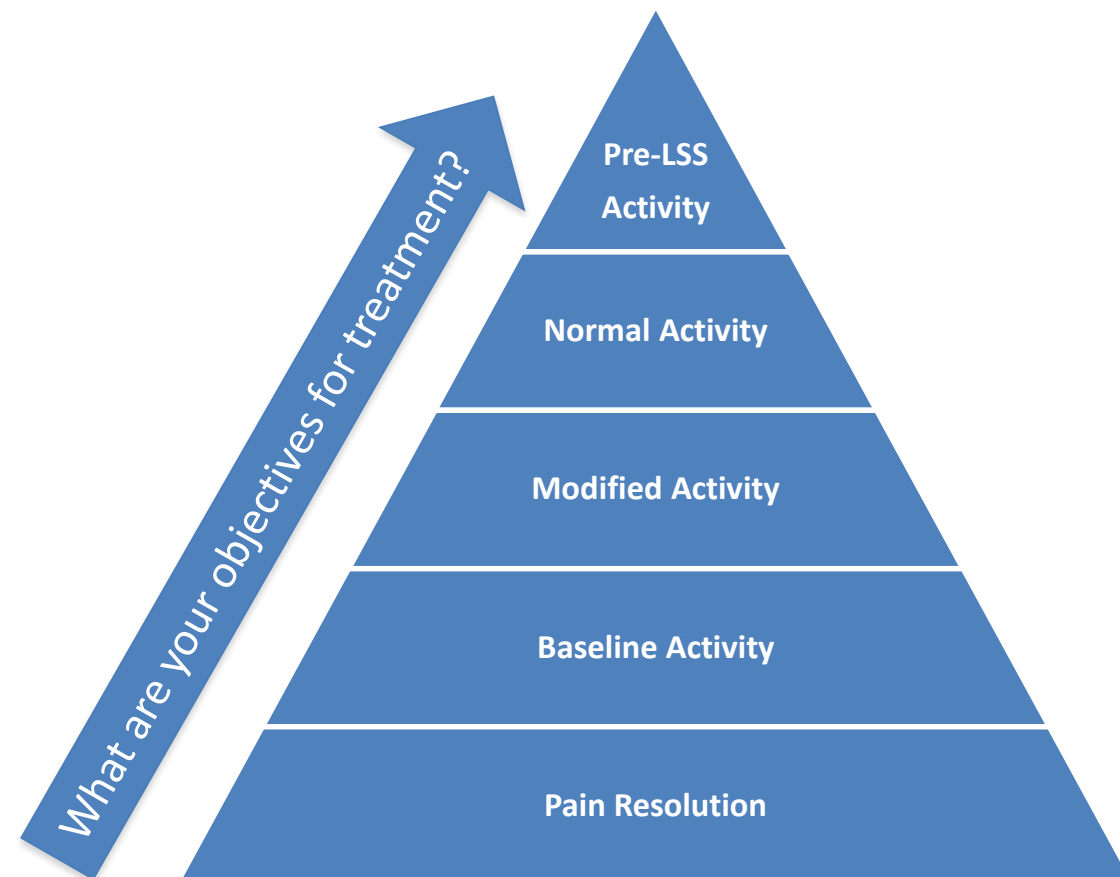 What are your objectives for treatment?
Pre-LSS
Activity
Normal Activity
Modified Activity
Baseline Activity
Pain Resolution